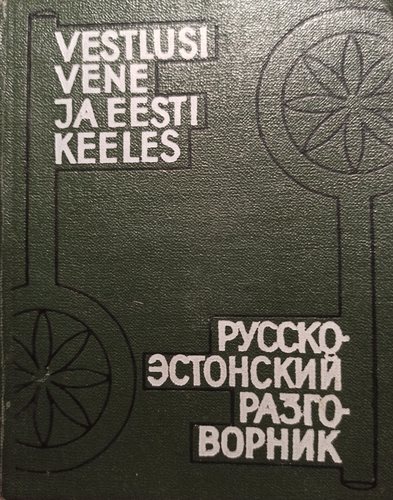 VESTLUSI
VENE
JA EESTI
KEELES
РУССКО-
ЭСТОНСКИЙ
РАЗГО-
ВОРНИК